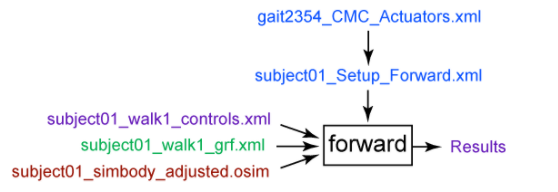 gait2354_CMC_Actuators.xml
subject01_Setup_Forward.xml
subject01_walk1_controls.xml
subject01_walk1_grf.xml
subject01_simbody_adjusted.osim
forward
Results